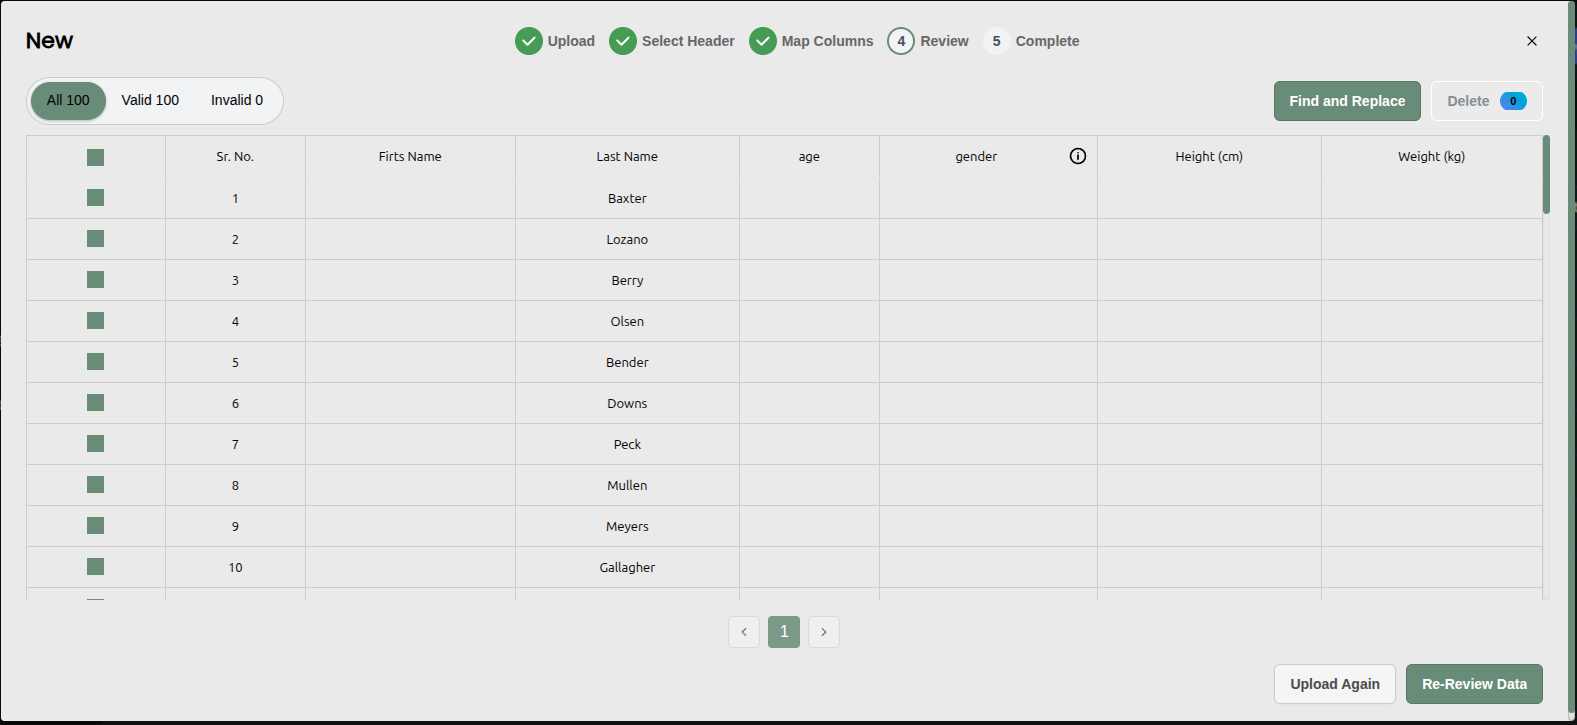 New
Upload Select Header Map Columns 4 Review 5 Complete
All 100 Valid 100 Invalid 0
Find and Replace Delete 0
Sr. No. Firts Name Last Name age gender Height (cm) Weight (kg)
1 Baxter
2 Lozano
3 Berry
4 Olsen
5 Bender
6 Downs
7 Peck
8 Mullen
9 Meyers
10 Gallagher
1
Upload Again Re-Review Data